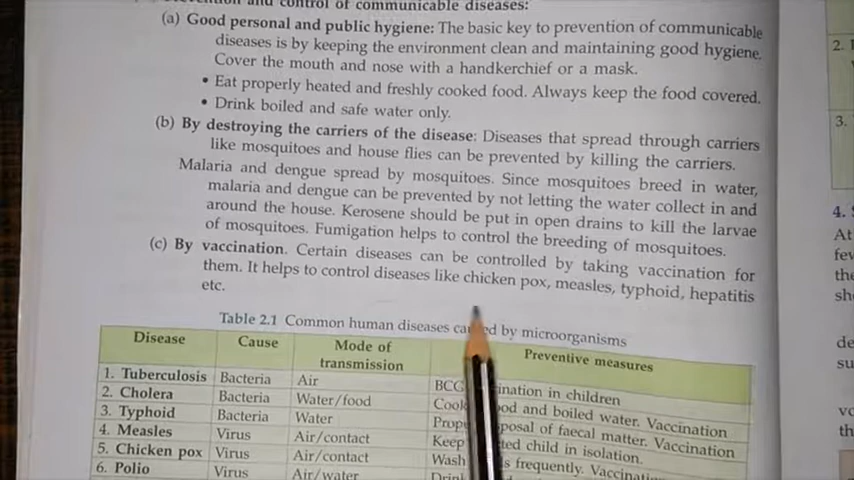 and control of communicable diseases:
(a) Good personal and public hygiene: The basic key to prevention of communicable
diseases is by keeping the environment clean and maintaining good hygiene.
Cover the mouth and nose with a handkerchief or a mask.
• Eat properly heated and freshly cooked food. Always keep the food covered.
• Drink boiled and safe water only.
(b) By destroying the carriers of the disease: Diseases that spread through carriers
like mosquitoes and house flies can be prevented by killing the carriers.
Malaria and dengue spread by mosquitoes. Since mosquitoes breed in water,
malaria and dengue can be prevented by not letting the water collect in and
around the house. Kerosene should be put in open drains to kill the larvae
of mosquitoes. Fumigation helps to control the breeding of mosquitoes.
(c) By vaccination. Certain diseases can be controlled by taking vaccination for
them. It helps to control diseases like chicken pox, measles, typhoid, hepatitis
etc.
Table 2.1 Common human diseases by microorganisms
Disease Cause Mode of transmission Preventive measures
1. Tuberculosis Bacteria Air BCG in children
2. Cholera Bacteria Water/food and boiled water. Vaccination
3. Typhoid Bacteria Water of faecal matter. Vaccination
4. Measles Virus Air/contact Keep child in isolation.
5. Chicken pox Virus Air/contact Wash frequently.
6. Polio Virus Air/water
2.
3.
4.
At